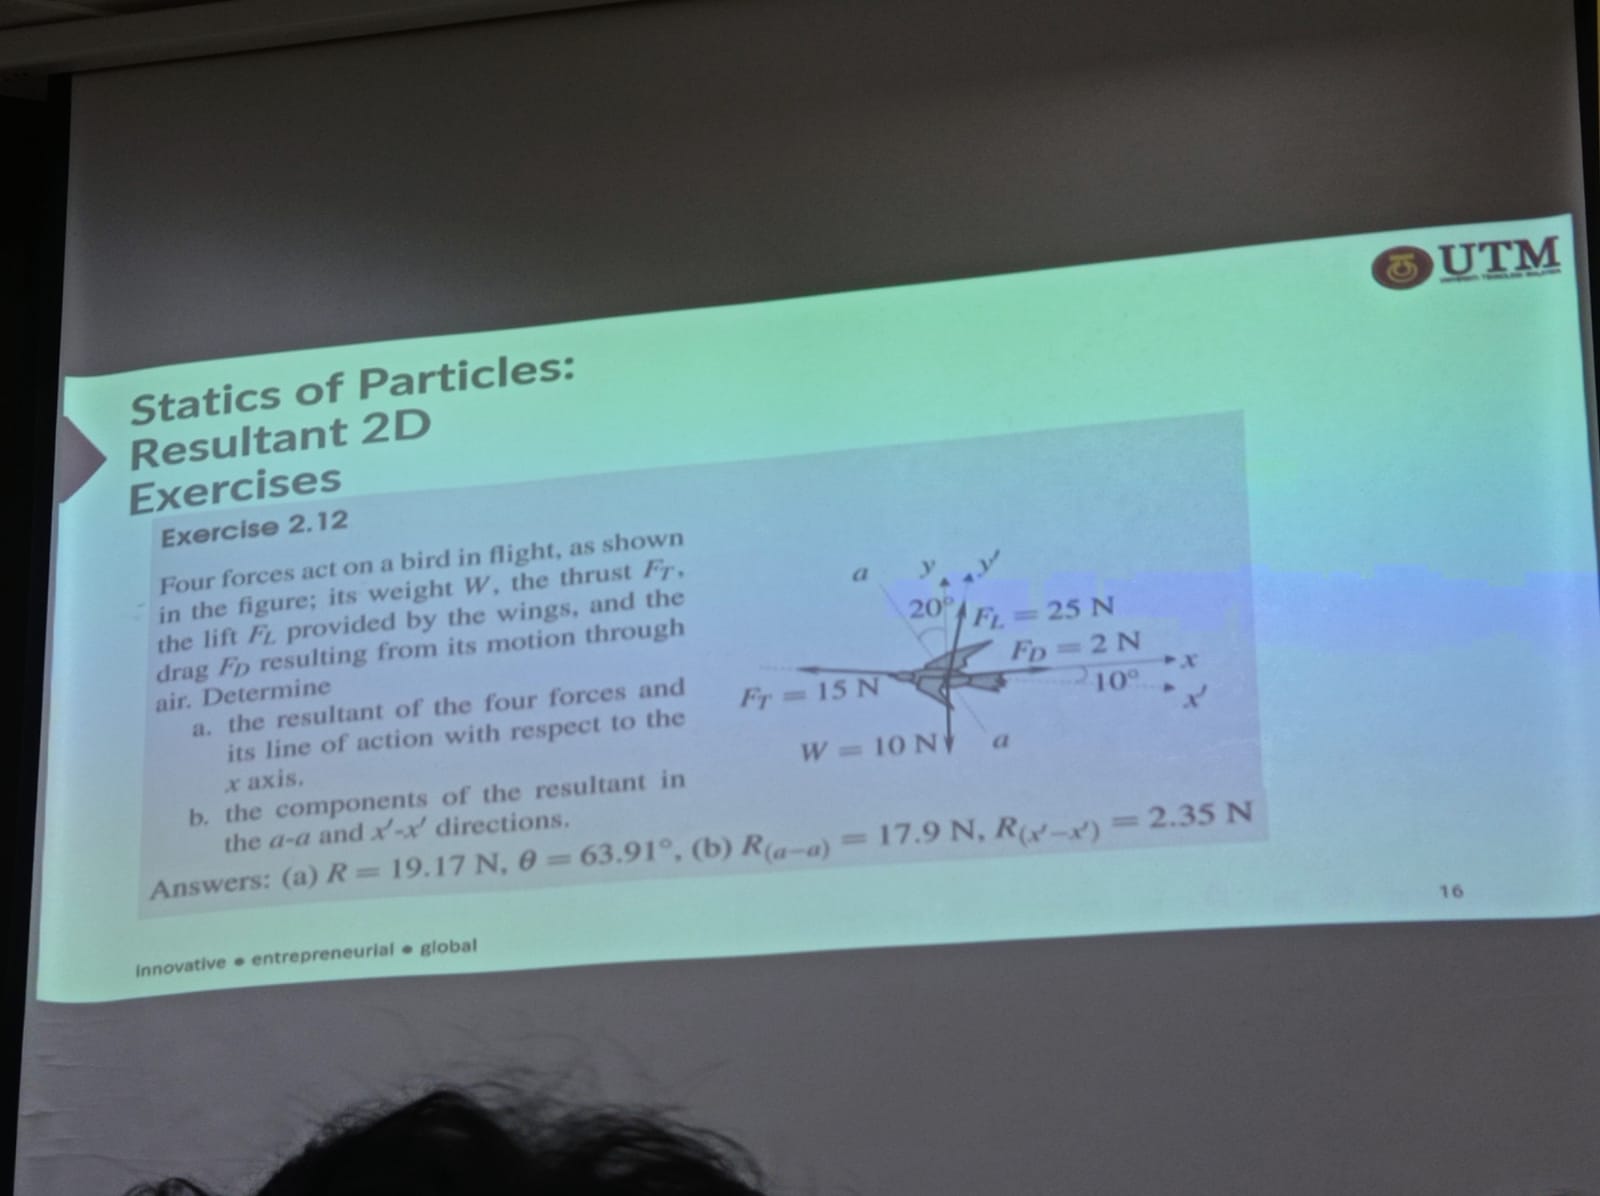 UTM
Statics of Particles:
Resultant 2D
Exercises
Exercise 2.12
Four forces act on a bird in flight, as shown
in the figure; its weight W, the thrust F_T,
the lift F_L provided by the wings, and the
drag F_D resulting from its motion through
air. Determine
a. the resultant of the four forces and
its line of action with respect to the
x axis.
b. the components of the resultant in
the a-a and x′-x′ directions.
a
y
y′
20°
F_L = 25 N
F_D = 2 N
x
10°
x′
F_T = 15 N
W = 10 N
a
Answers: (a) R = 19.17 N, θ = 63.91°, (b) R_(a−a) = 17.9 N, R_(x′−x′) = 2.35 N
16
innovative ● entrepreneurial ● global